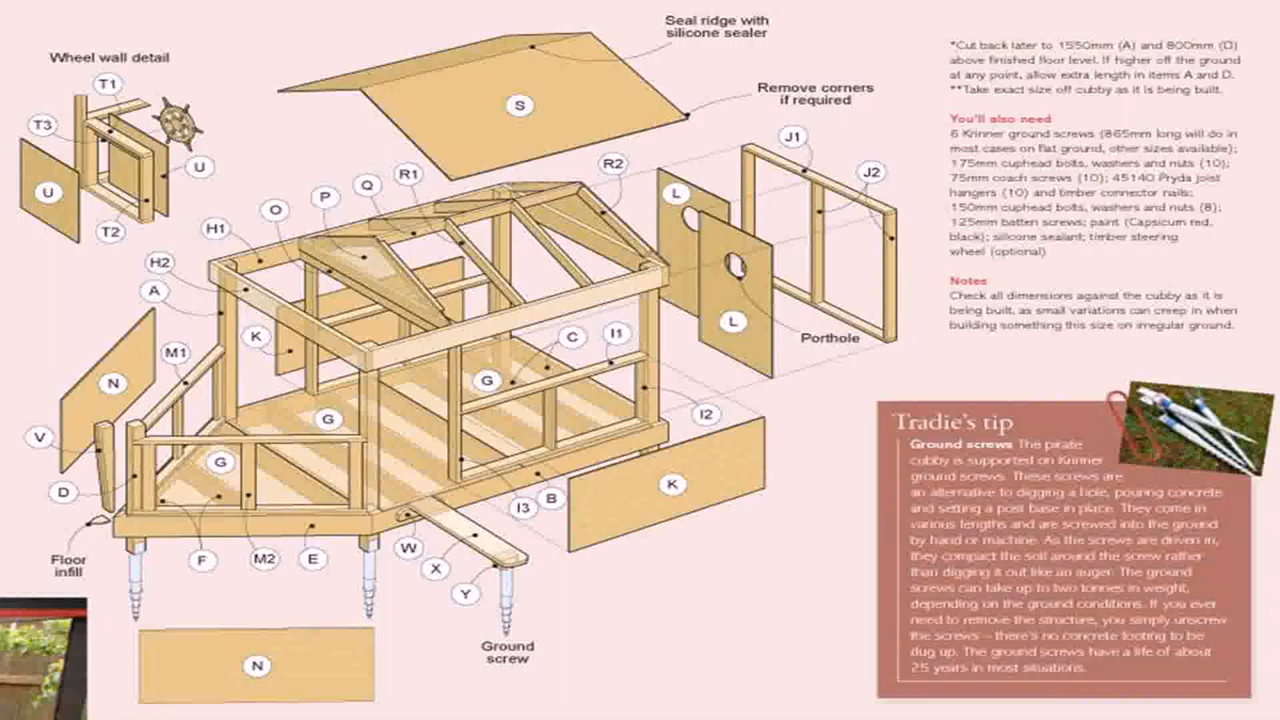 Wheel wall detail
T1
T3
U
U
T2
Seal ridge with
silicone sealer
S
Remove corners
if required
J1
J2
R2
R1
Q
P
O
H1
H2
A
L
L
Porthole
K
M1
C
I1
G
G
G
N
I2
V
D
K
B
I3
W
X
Y
F
M2
E
Floor
infill
Ground
screw
N
*Cut back later to 1550mm (A) and 800mm (D)
above finished floor level. If higher off the ground
at any point, allow extra length in items A and D.
**Take exact size off cubby as it is being built.
You'll also need
6 Krinner ground screws (865mm long will do in
most cases on flat ground, other sizes available);
175mm cuphead bolts, washers and nuts (10);
75mm coach screws (10); 45140 Pryda joist
hangers (10) and timber connector nails;
150mm cuphead bolts, washers and nuts (8);
125mm batten screws; paint (Capsicum red,
black); silicone sealant; timber steering
wheel (optional)
Notes
Check all dimensions against the cubby as it is
being built, as small variations can creep in when
building something this size on irregular ground.
Tradie's tip
Ground screws The pirate
cubby is supported on Krinner
ground screws. These screws are
an alternative to digging a hole, pouring concrete
and setting a post base in place. They come in
various lengths and are screwed into the ground
by hand or machine. As the screws are driven in,
they compact the soil around the screw rather
than digging it out like an auger. The ground
screws can take up to two tonnes in weight,
depending on the ground conditions. If you ever
need to remove the structure, you simply unscrew
the screws – there's no concrete footing to be
dug up. The ground screws have a life of about
25 years in most situations.